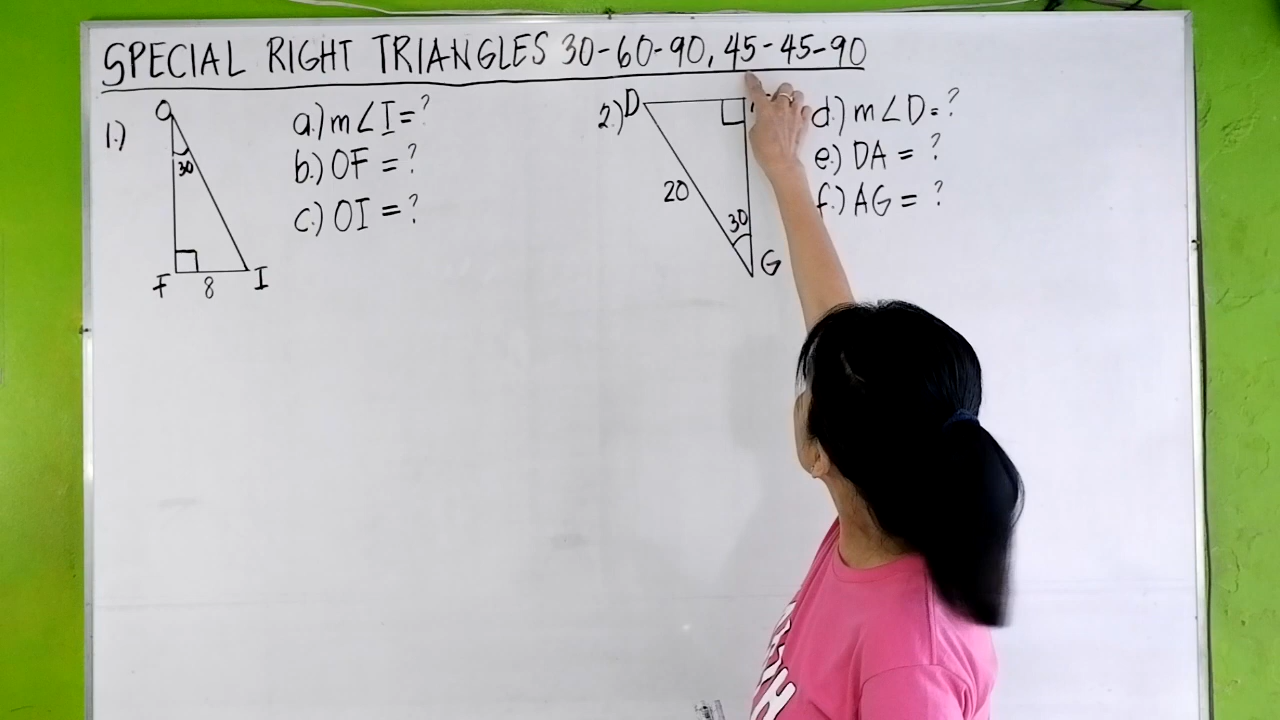 SPECIAL RIGHT TRIANGLES 30-60-90, 45-45-90
1.)
O
30
F 8 I
a.) m∠I = ?
b.) OF = ?
c.) OI = ?
2.) D
20
30
G
d.) m∠D = ?
e.) DA = ?
f.) AG = ?